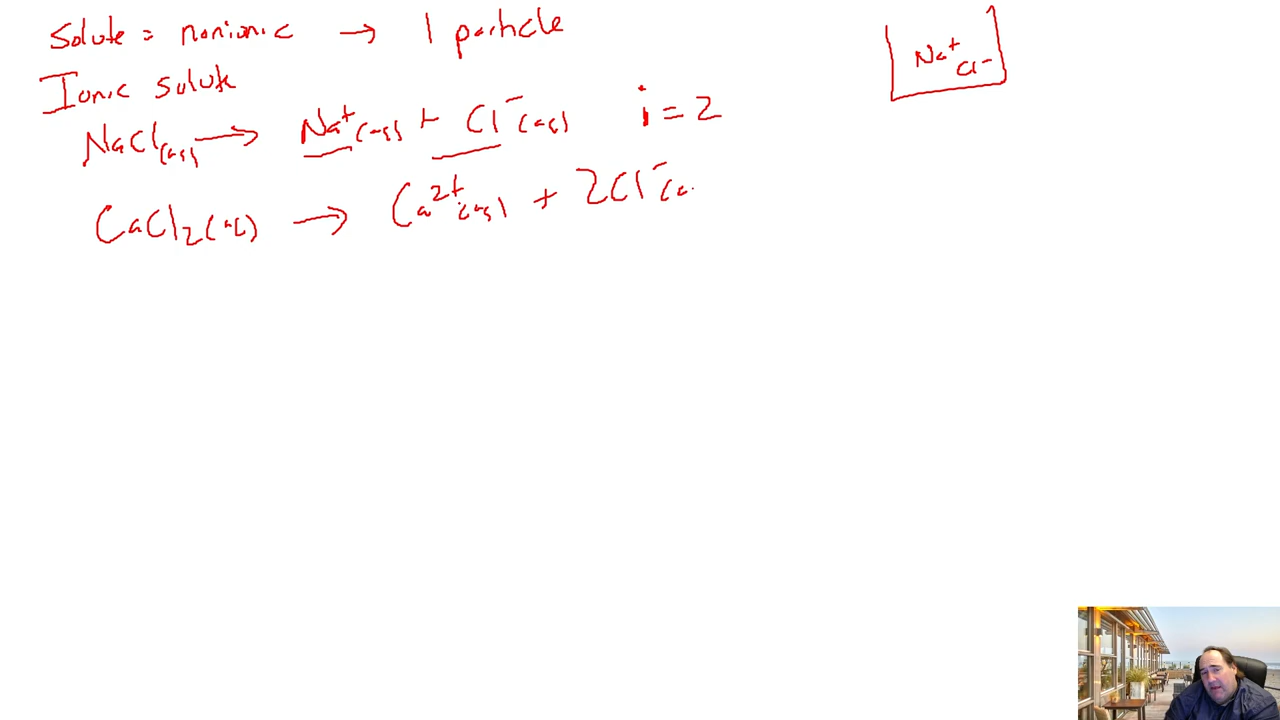 Solute = nonionic → 1 particle
Ionic solute
NaCl(aq) → Na⁺(aq) + Cl⁻(aq) i = 2
CaCl₂(aq) → Ca²⁺(aq) + 2Cl⁻(a
Na⁺
Cl⁻